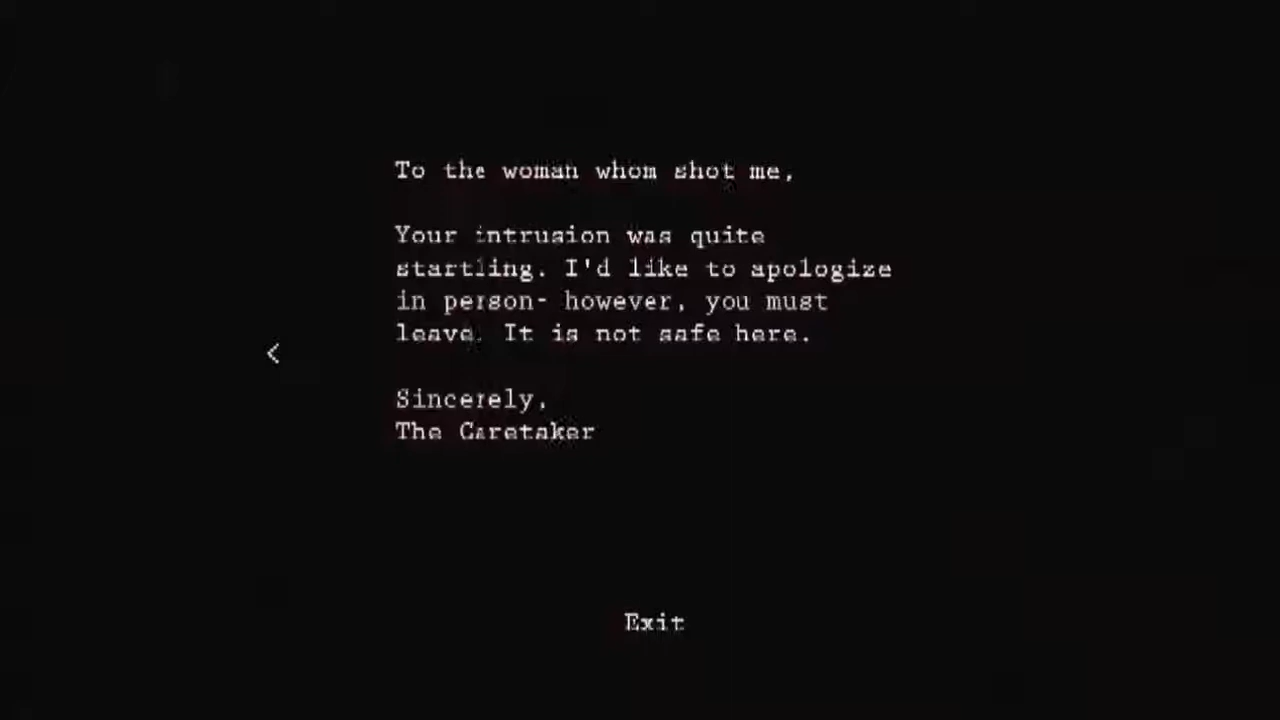 To the woman whom shot me,
Your intrusion was quite
startling. I'd like to apologize
in person- however, you must
leave. It is not safe here.
<
Sincerely,
The Caretaker
Exit